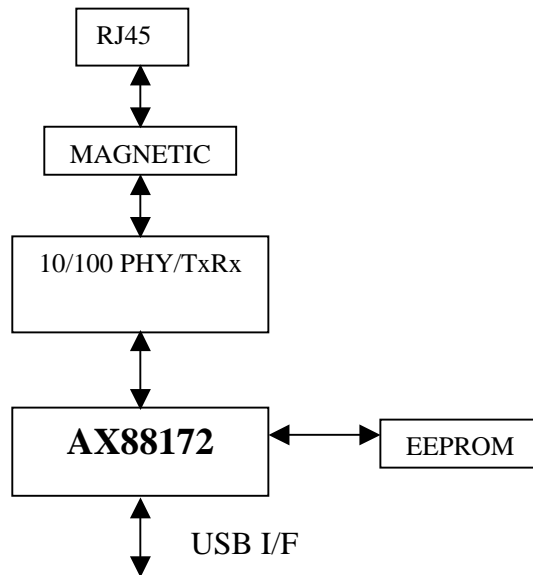 RJ45
MAGNETIC
10/100 PHY/TxRx
AX88172
EEPROM
USB I/F